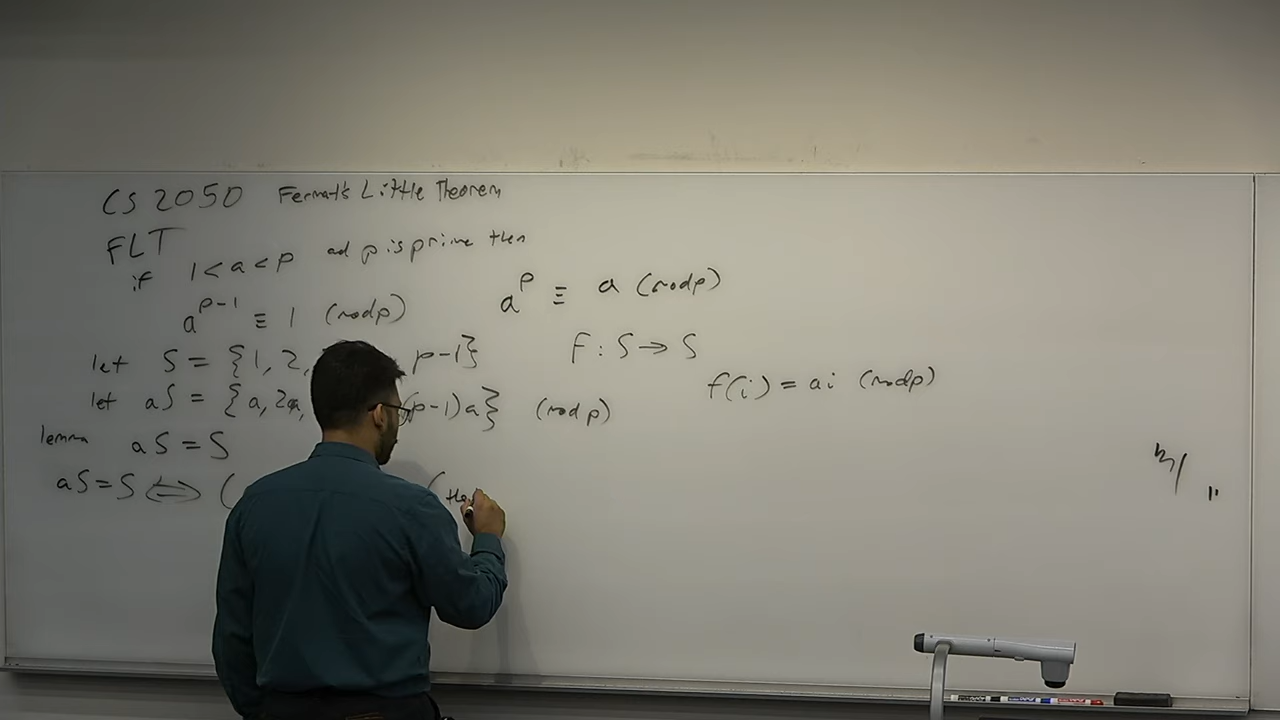 CS 2050 Fermat's Little Theorem
FLT
if 1 < a < p ad p is prime then
a^{p-1} ≡ 1 (mod p)
a^p ≡ a (mod p)
let S = {1, 2, p-1}
F : S → S
let aS = {a, 2a, (p-1)a} (mod p)
f(i) = ai (mod p)
lemma aS = S
aS = S ⇔ ( (the